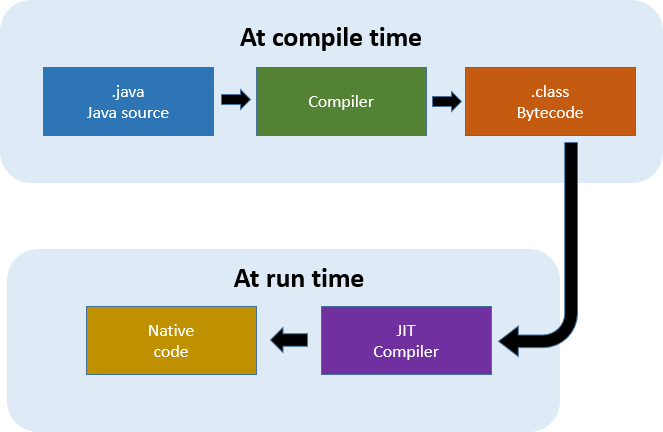 At compile time
.java
Java source
Compiler
.class
Bytecode
At run time
Native
code
JIT
Compiler